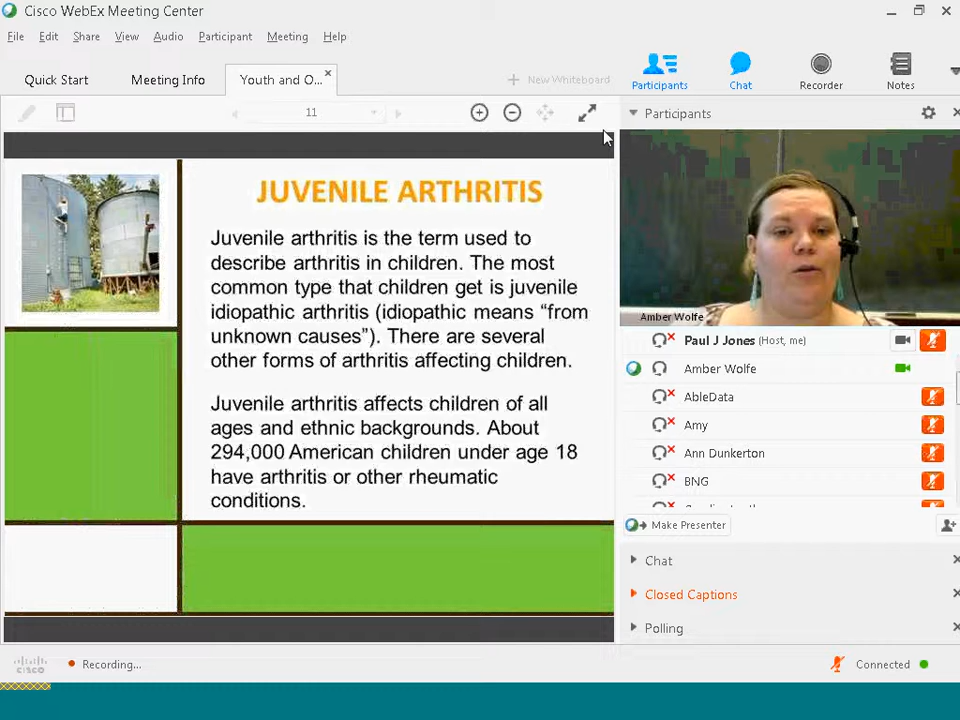 Cisco WebEx Meeting Center
File Edit Share View Audio Participant Meeting Help
Quick Start Meeting Info Youth and O...
New Whiteboard
Participants Chat Recorder Notes
11
Participants
JUVENILE ARTHRITIS
Juvenile arthritis is the term used to
describe arthritis in children. The most
common type that children get is juvenile
idiopathic arthritis (idiopathic means “from
unknown causes”). There are several
other forms of arthritis affecting children.
Juvenile arthritis affects children of all
ages and ethnic backgrounds. About
294,000 American children under age 18
have arthritis or other rheumatic
conditions.
Amber Wolfe
Paul J Jones (Host, me)
Amber Wolfe
AbleData
Amy
Ann Dunkerton
BNG
Make Presenter
Chat
Closed Captions
Polling
cisco
Recording...
Connected